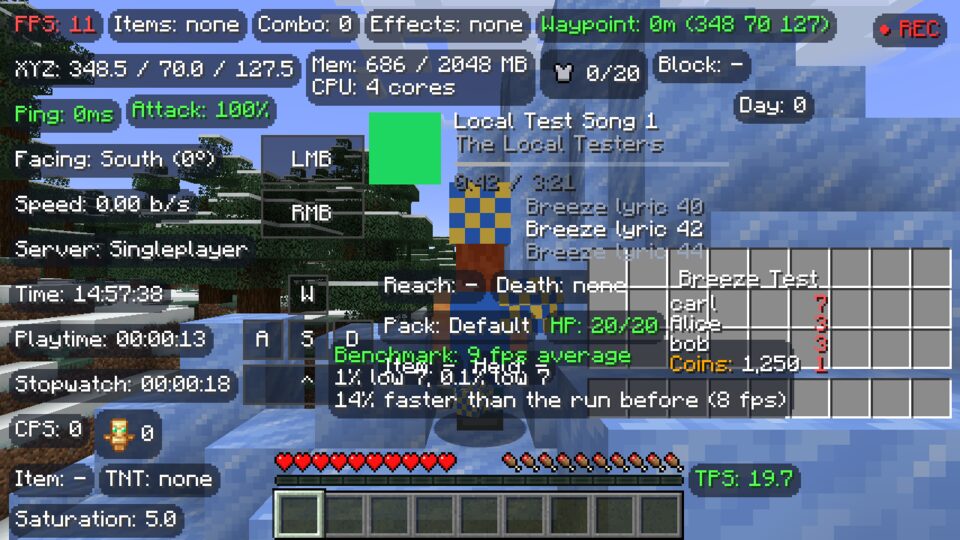 FPS: 11
Items: none
Combo: 0
Effects: none
Waypoint: 0m (348 70 127)
REC
XYZ: 348.5 / 70.0 / 127.5
Mem: 686 / 2048 MB
CPU: 4 cores
0/20
Block: -
Day: 0
Ping: 0ms
Attack: 100%
Local Test Song 1
The Local Testers
0:42 / 3:21
Facing: South (0°)
LMB
Speed: 0.00 b/s
RMB
Breeze lyric 40
Breeze lyric 42
Breeze lyric 44
Server: Singleplayer
Time: 14:57:38
W
Reach: -
Death: none
Breeze Test
carl 7
Alice 3
bob 3
Coins: 1,250 1
Playtime: 00:00:13
A
S
D
Pack: Default
HP: 20/20
Benchmark: 9 fps average
1% low ?, 0.1% low ?
14% faster than the run before (8 fps)
Item: -
Held: -
Stopwatch: 00:00:18
^
CPS: 0
0
Item: -
TNT: none
TPS: 19.7
Saturation: 5.0